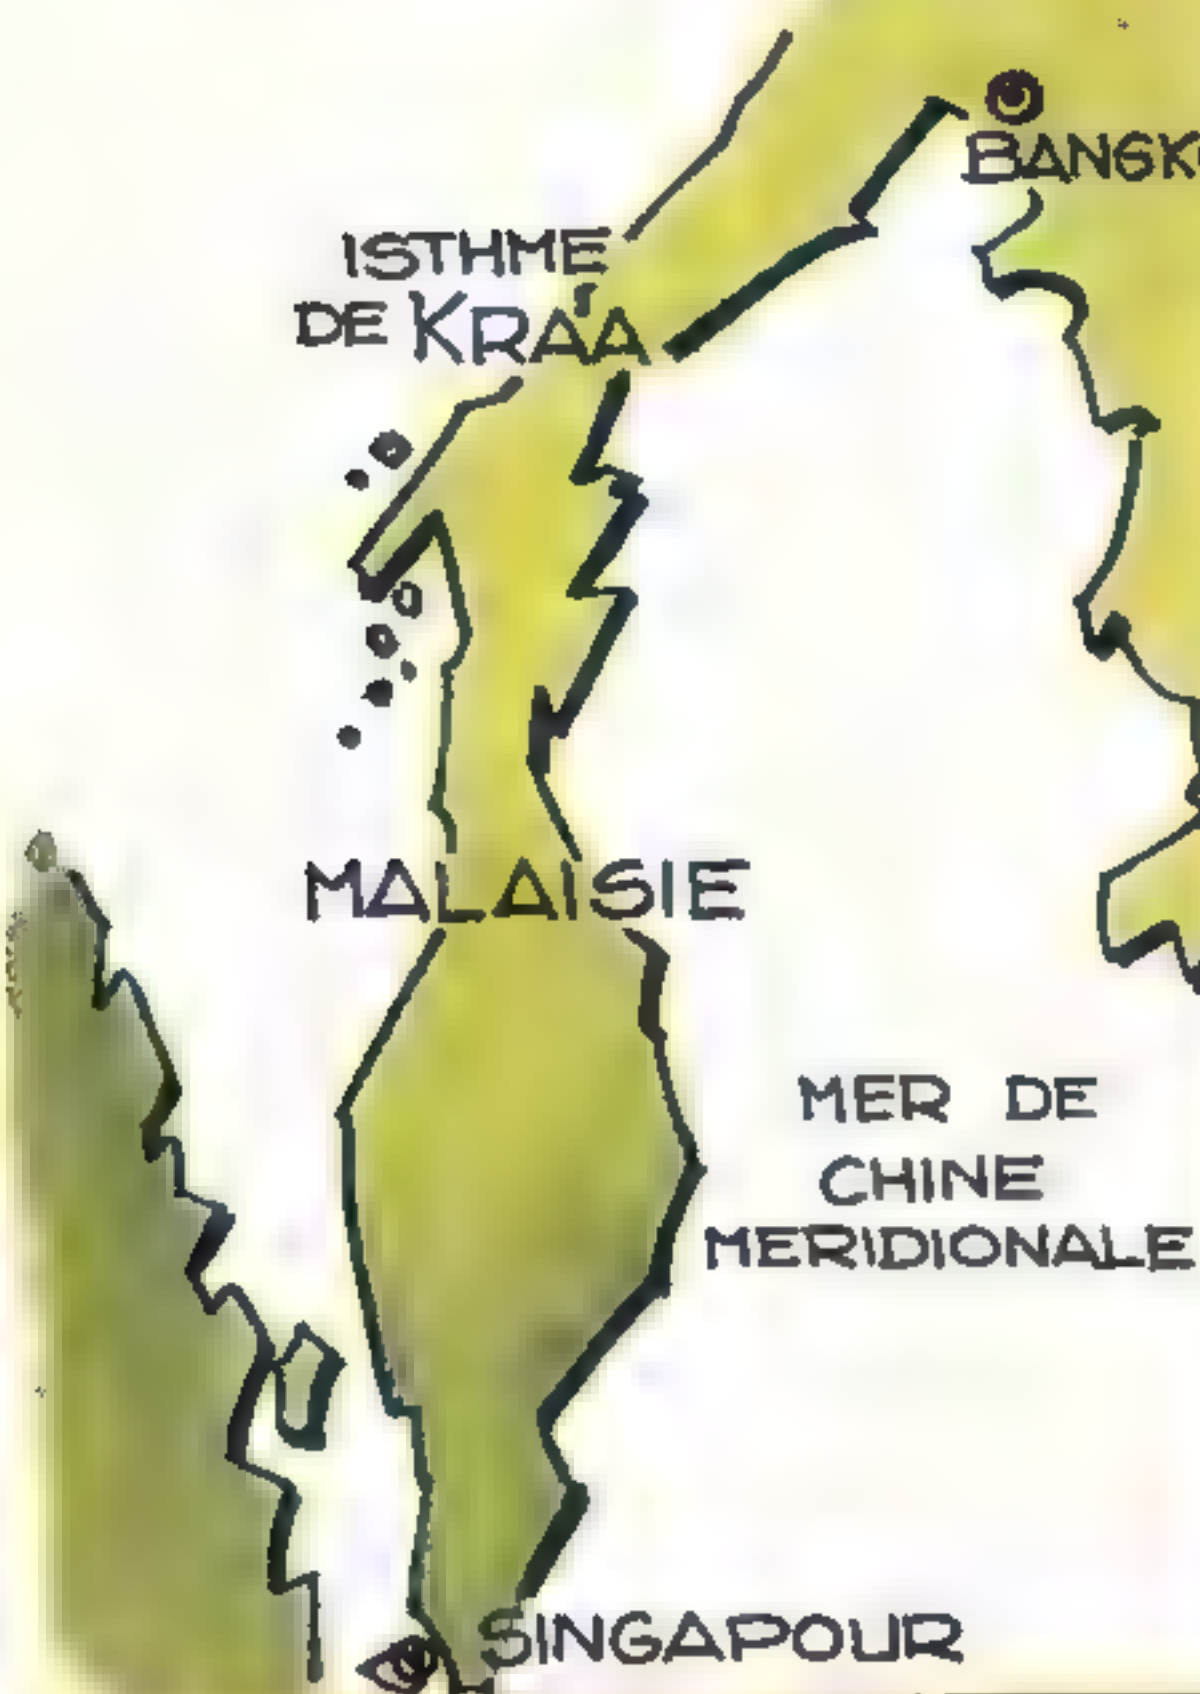 BANGK
ISTHME
DE KRAA
MALAISIE
MER DE
CHINE
MERIDIONALE
SINGAPOUR